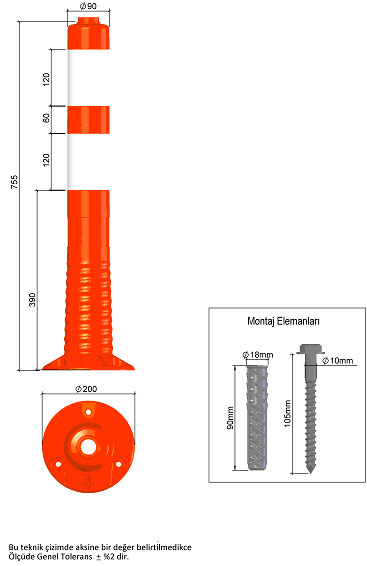 Ø90
120
60
120
755
390
Ø200
Montaj Elemanları
Ø18mm
Ø10mm
90mm
105mm
Bu teknik çizimde aksine bir değer belirtilmedikce
Ölçüde Genel Tolerans ± %2 dir.